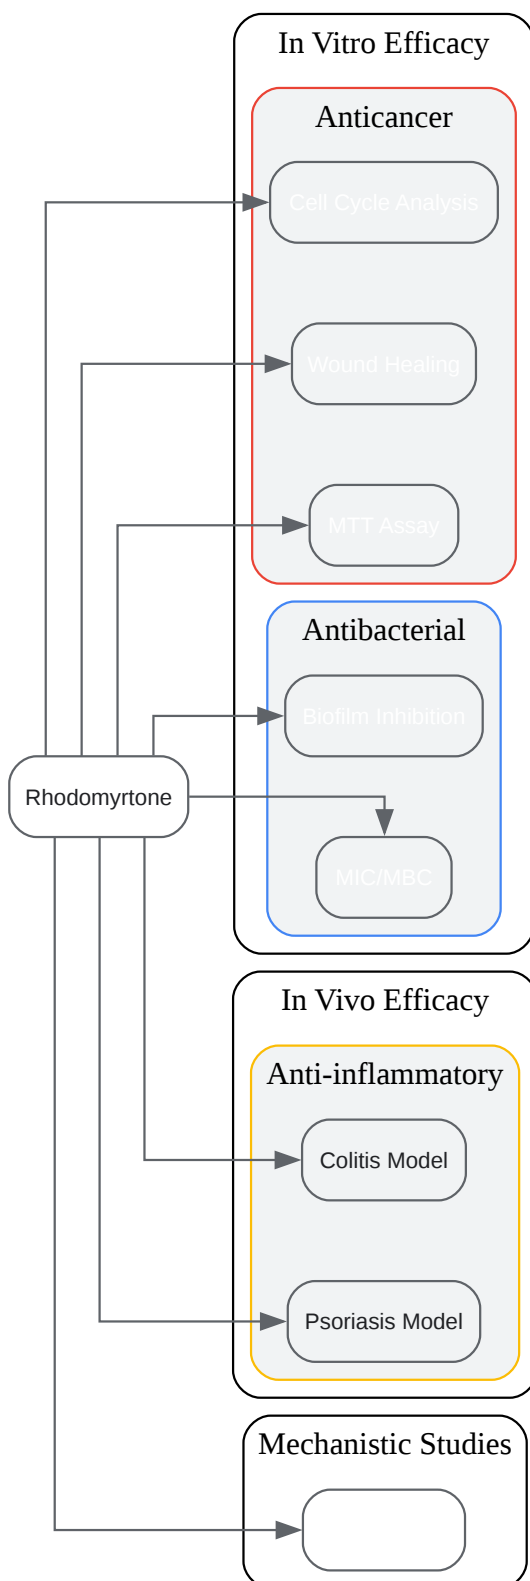 In Vitro Efficacy
Anticancer
Cell Cycle Analysis
Wound Healing
MTT Assay
Antibacterial
Biofilm Inhibition
Rhodomyrtone
MIC/MBC
In Vivo Efficacy
Anti-inflammatory
Colitis Model
Psoriasis Model
Mechanistic Studies